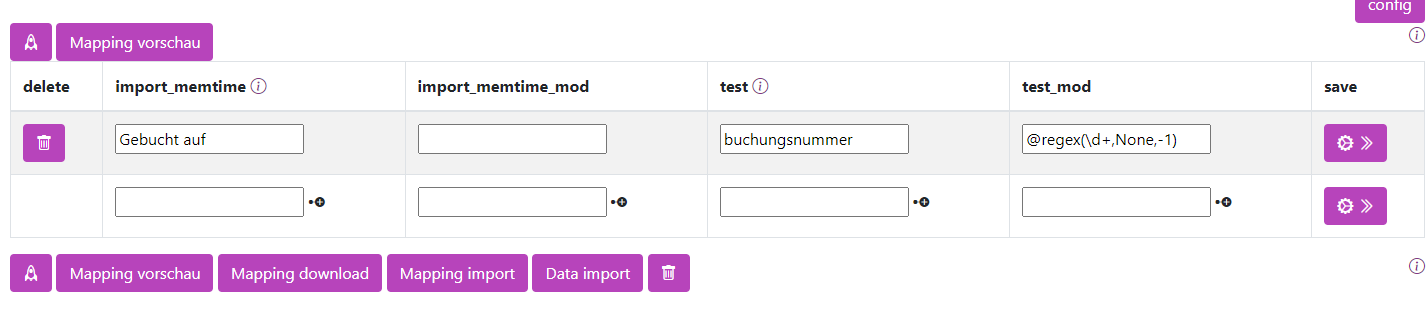 config
Mapping vorschau
delete import_memtime import_memtime_mod test test_mod save
Gebucht auf buchungsnummer @regex(\d+,None,-1)
Mapping vorschau Mapping download Mapping import Data import